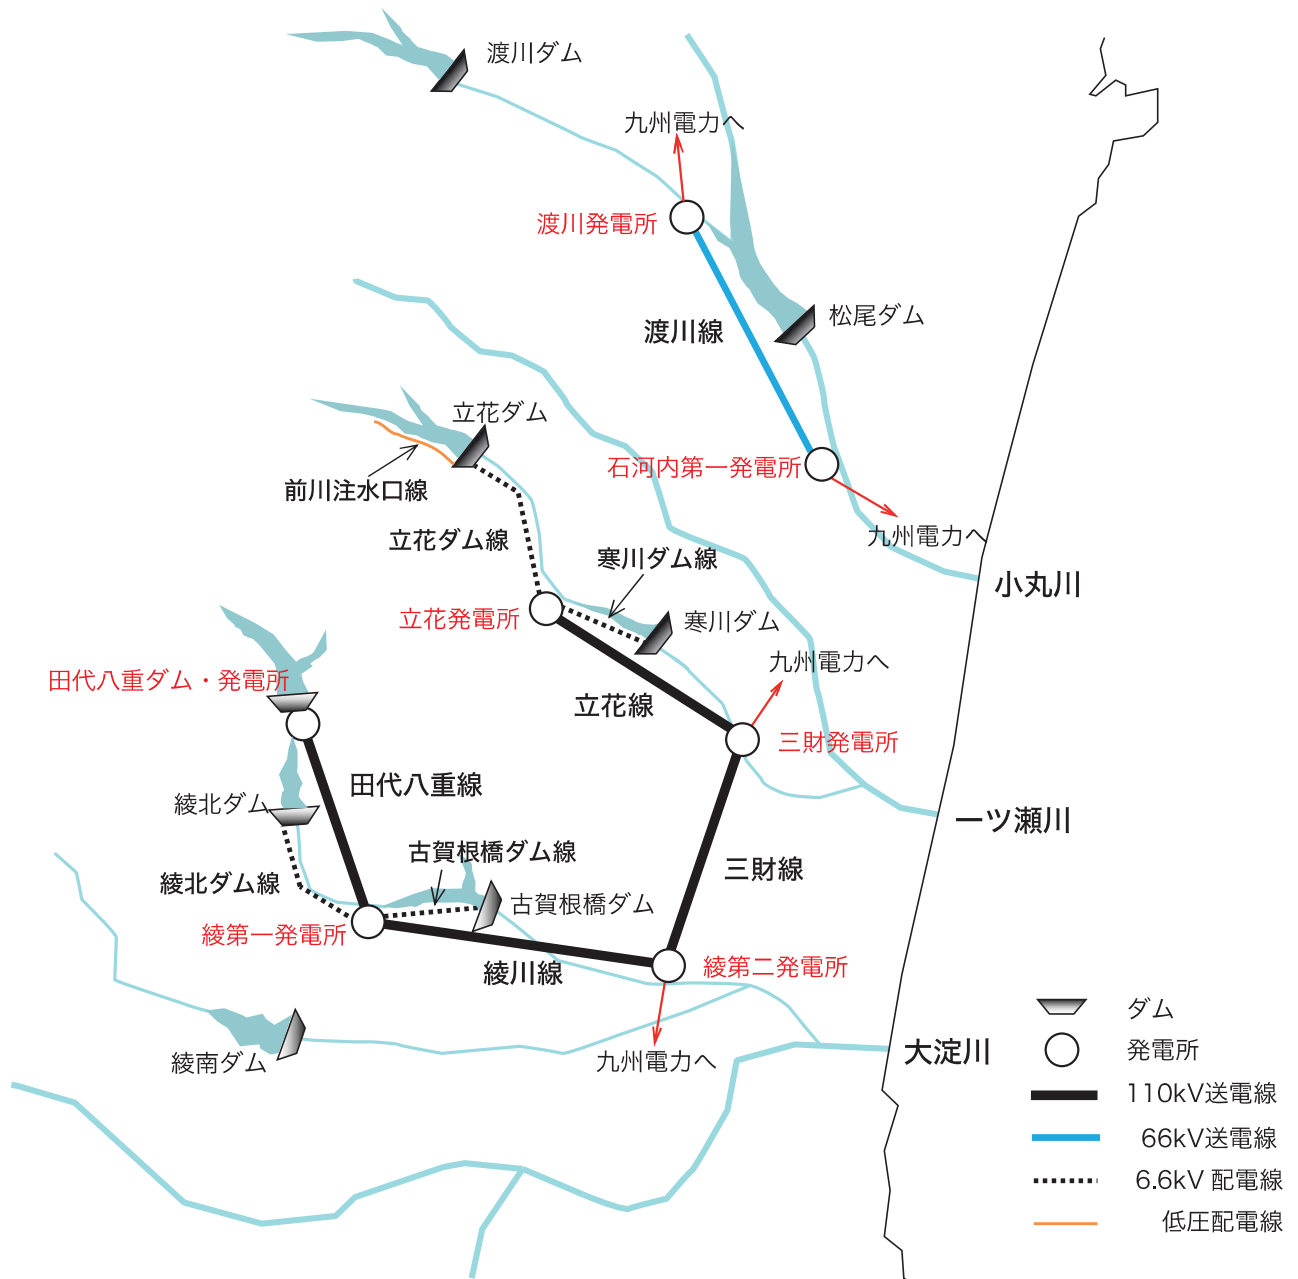 渡川ダム
九州電力へ
渡川発電所
渡川線
松尾ダム
立花ダム
石河内第一発電所
前川注水口線
九州電力へ
立花ダム線
寒川ダム線
小丸川
立花発電所
寒川ダム
九州電力へ
田代八重ダム・発電所
立花線
三財発電所
田代八重線
綾北ダム
一ツ瀬川
古賀根橋ダム線
三財線
綾北ダム線
古賀根橋ダム
綾第一発電所
綾川線
綾第二発電所
綾南ダム
九州電力へ
大淀川
ダム
発電所
110kV送電線
66kV送電線
6.6kV 配電線
低圧配電線